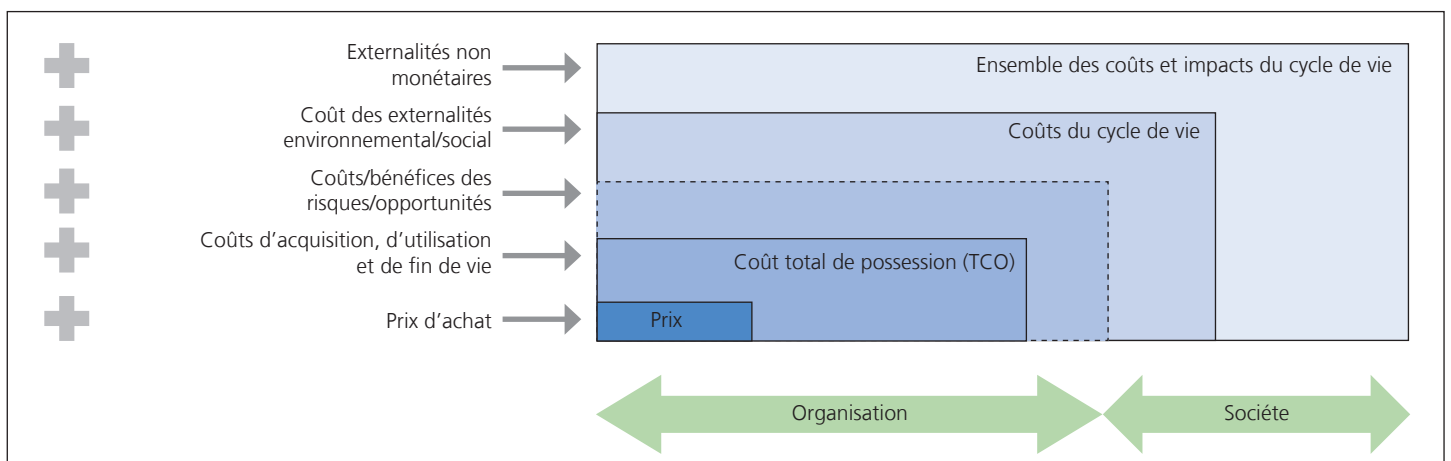 Externalités non
monétaires
Ensemble des coûts et impacts du cycle de vie
Coût des externalités
environnemental/social
Coûts du cycle de vie
Coûts/bénéfices des
risques/opportunités
Coûts d’acquisition, d’utilisation
et de fin de vie
Coût total de possession (TCO)
Prix d’achat
Prix
Organisation
Sociéte